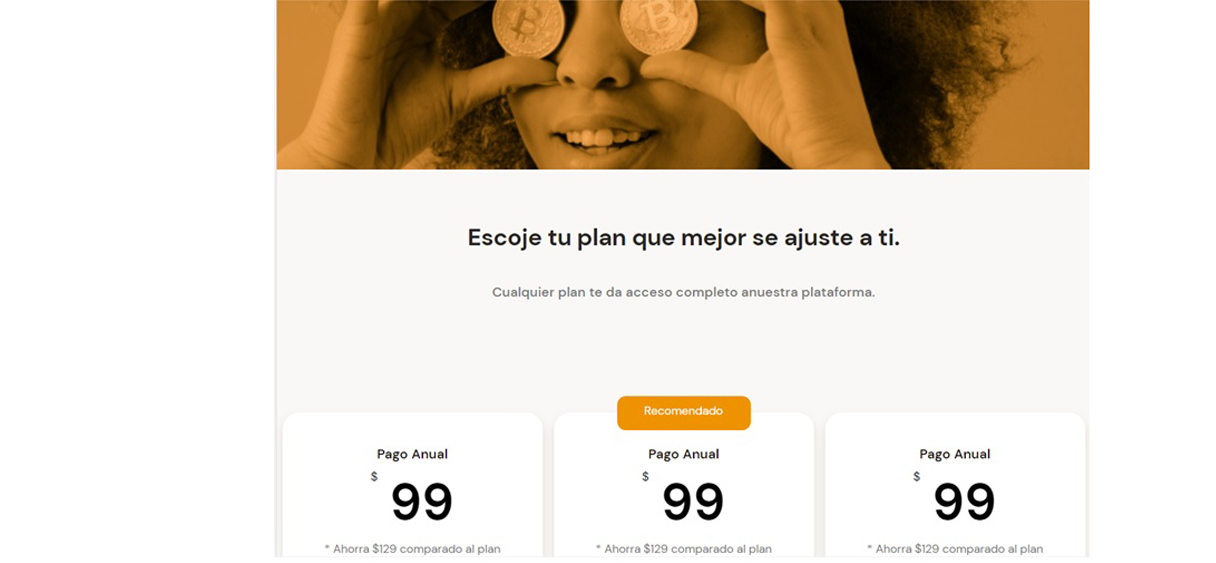 Escoje tu plan que mejor se ajuste a ti.
Cualquier plan te da acceso completo anuestra plataforma.
Recomendado
Pago Anual
$ 99
* Ahorra $129 comparado al plan
Pago Anual
$ 99
* Ahorra $129 comparado al plan
Pago Anual
$ 99
* Ahorra $129 comparado al plan